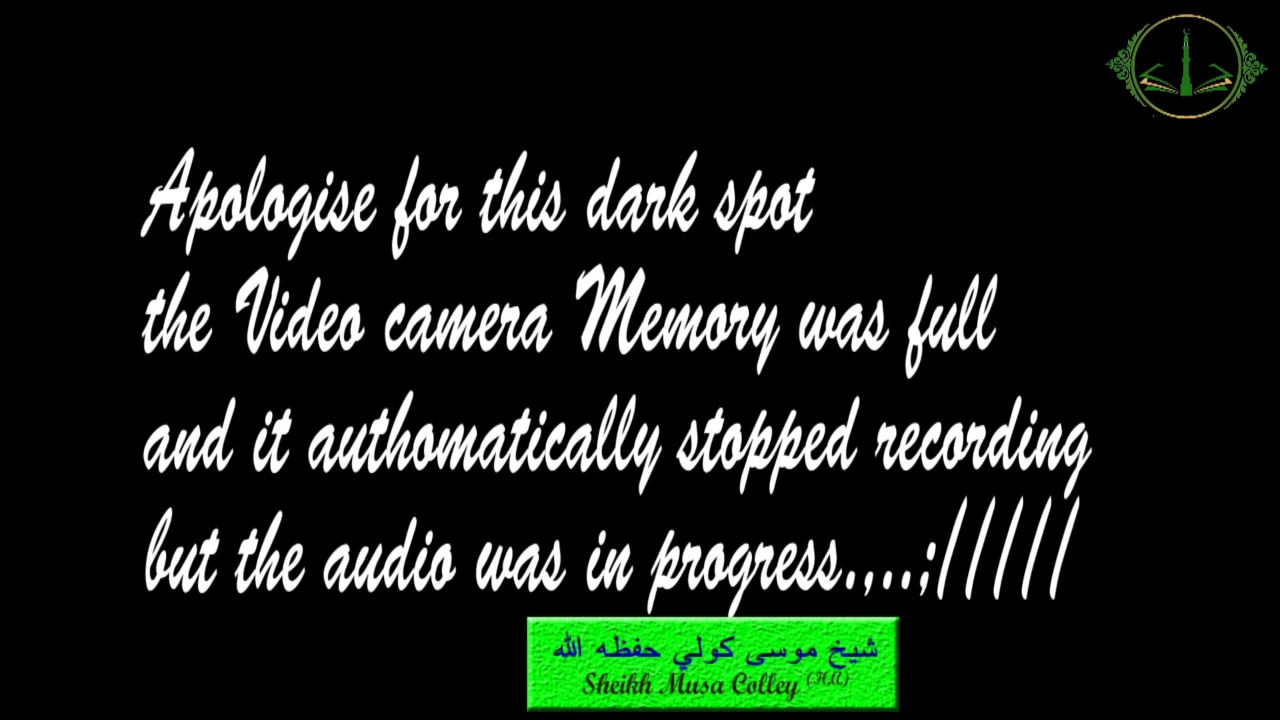 Apologise for this dark spot
the Video camera Memory was full
and it authomatically stopped recording
but the audio was in progress.,..;/////
شيخ موسى كولي حفظه الله
Sheikh Musa Colley (H.A)